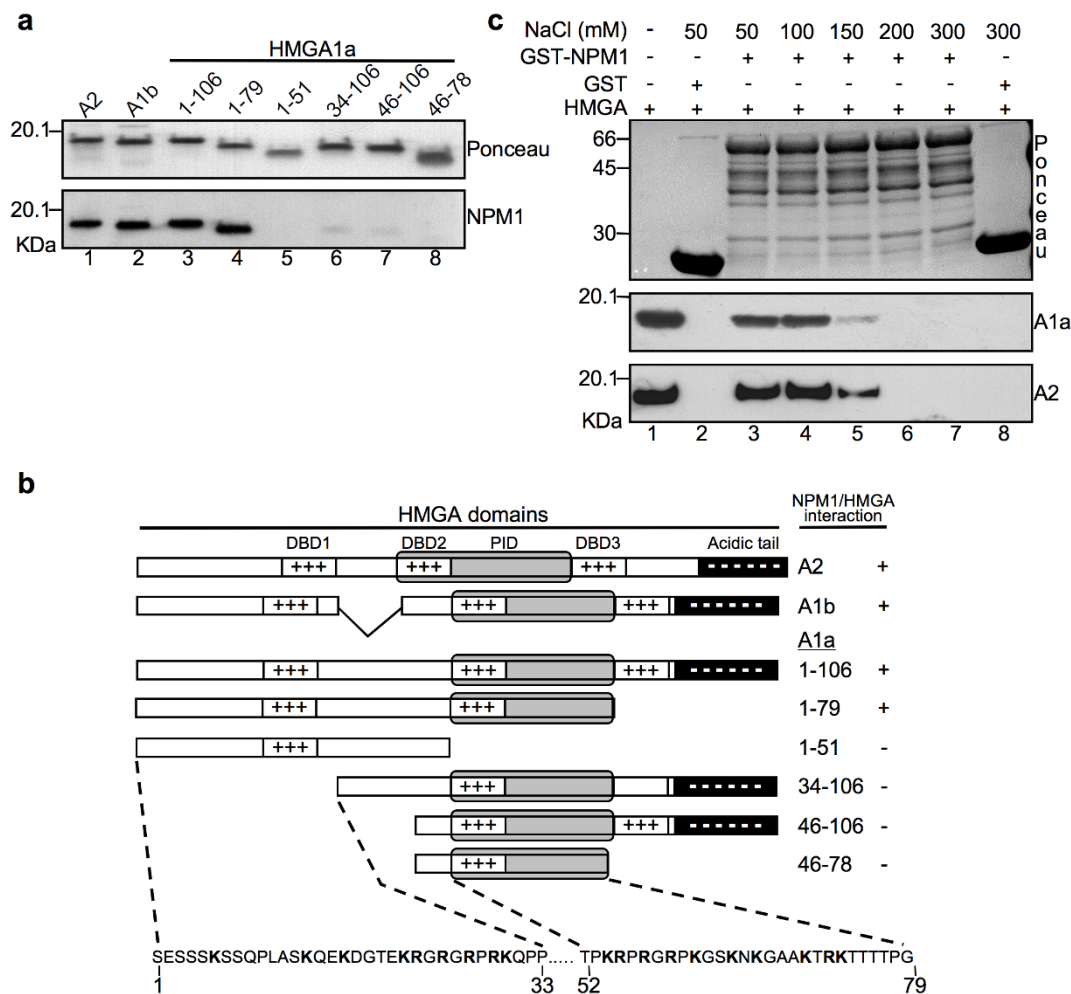 a
HMGA1a
A2 A1b 1-106 1-79 1-51 34-106 46-106 46-78
20.1
Ponceau
20.1
NPM1
KDa
1 2 3 4 5 6 7 8
c
NaCl (mM) - 50 50 100 150 200 300 300
GST-NPM1 - - + + + + + -
GST - + - - - - - +
HMGA + + + + + + + +
66
45
30
Ponceau
20.1
A1a
20.1
A2
KDa
1 2 3 4 5 6 7 8
b
HMGA domains
NPM1/HMGA
interaction
DBD1 DBD2 PID DBD3 Acidic tail
+++ +++ +++ ------ A2 +
+++ +++ +++ ------ A1b +
A1a
+++ +++ +++ ------ 1-106 +
+++ +++ 1-79 +
+++ 1-51 -
+++ ------ 34-106 -
+++ +++ ------ 46-106 -
+++ 46-78 -
SESSSKSSQPLASKQEKDGTEKRGRGRPRKQPP..... TPKRPRGRPKGSKNKGAAKTRKTTTTPG
1 33 52 79